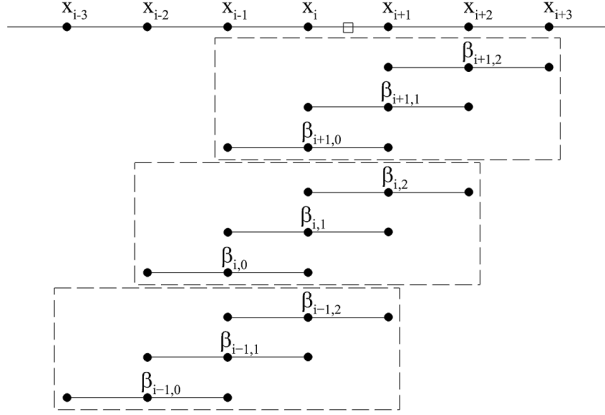 x_{i-3} x_{i-2} x_{i-1} x_i x_{i+1} x_{i+2} x_{i+3}
β_{i+1,2}
β_{i+1,1}
β_{i+1,0}
β_{i,2}
β_{i,1}
β_{i,0}
β_{i-1,2}
β_{i-1,1}
β_{i-1,0}